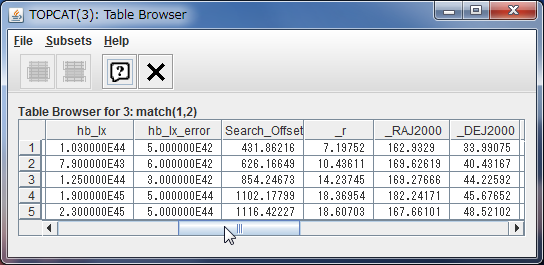 TOPCAT(3): Table Browser
File Subsets Help
Table Browser for 3: match(1,2)
hb_lx hb_lx_error Search_Offset _r _RAJ2000 _DEJ2000
1 1.030000E44 5.000000E42 431.86216 7.19752 162.9329 33.99075
2 7.900000E43 6.000000E42 626.16649 10.43611 169.62619 40.43167
3 1.250000E44 3.000000E42 854.24673 14.23745 169.27666 44.22592
4 1.900000E45 5.000000E44 1102.17799 18.36954 182.24171 45.67652
5 2.300000E45 5.000000E44 1116.42227 18.60703 167.66101 48.52102